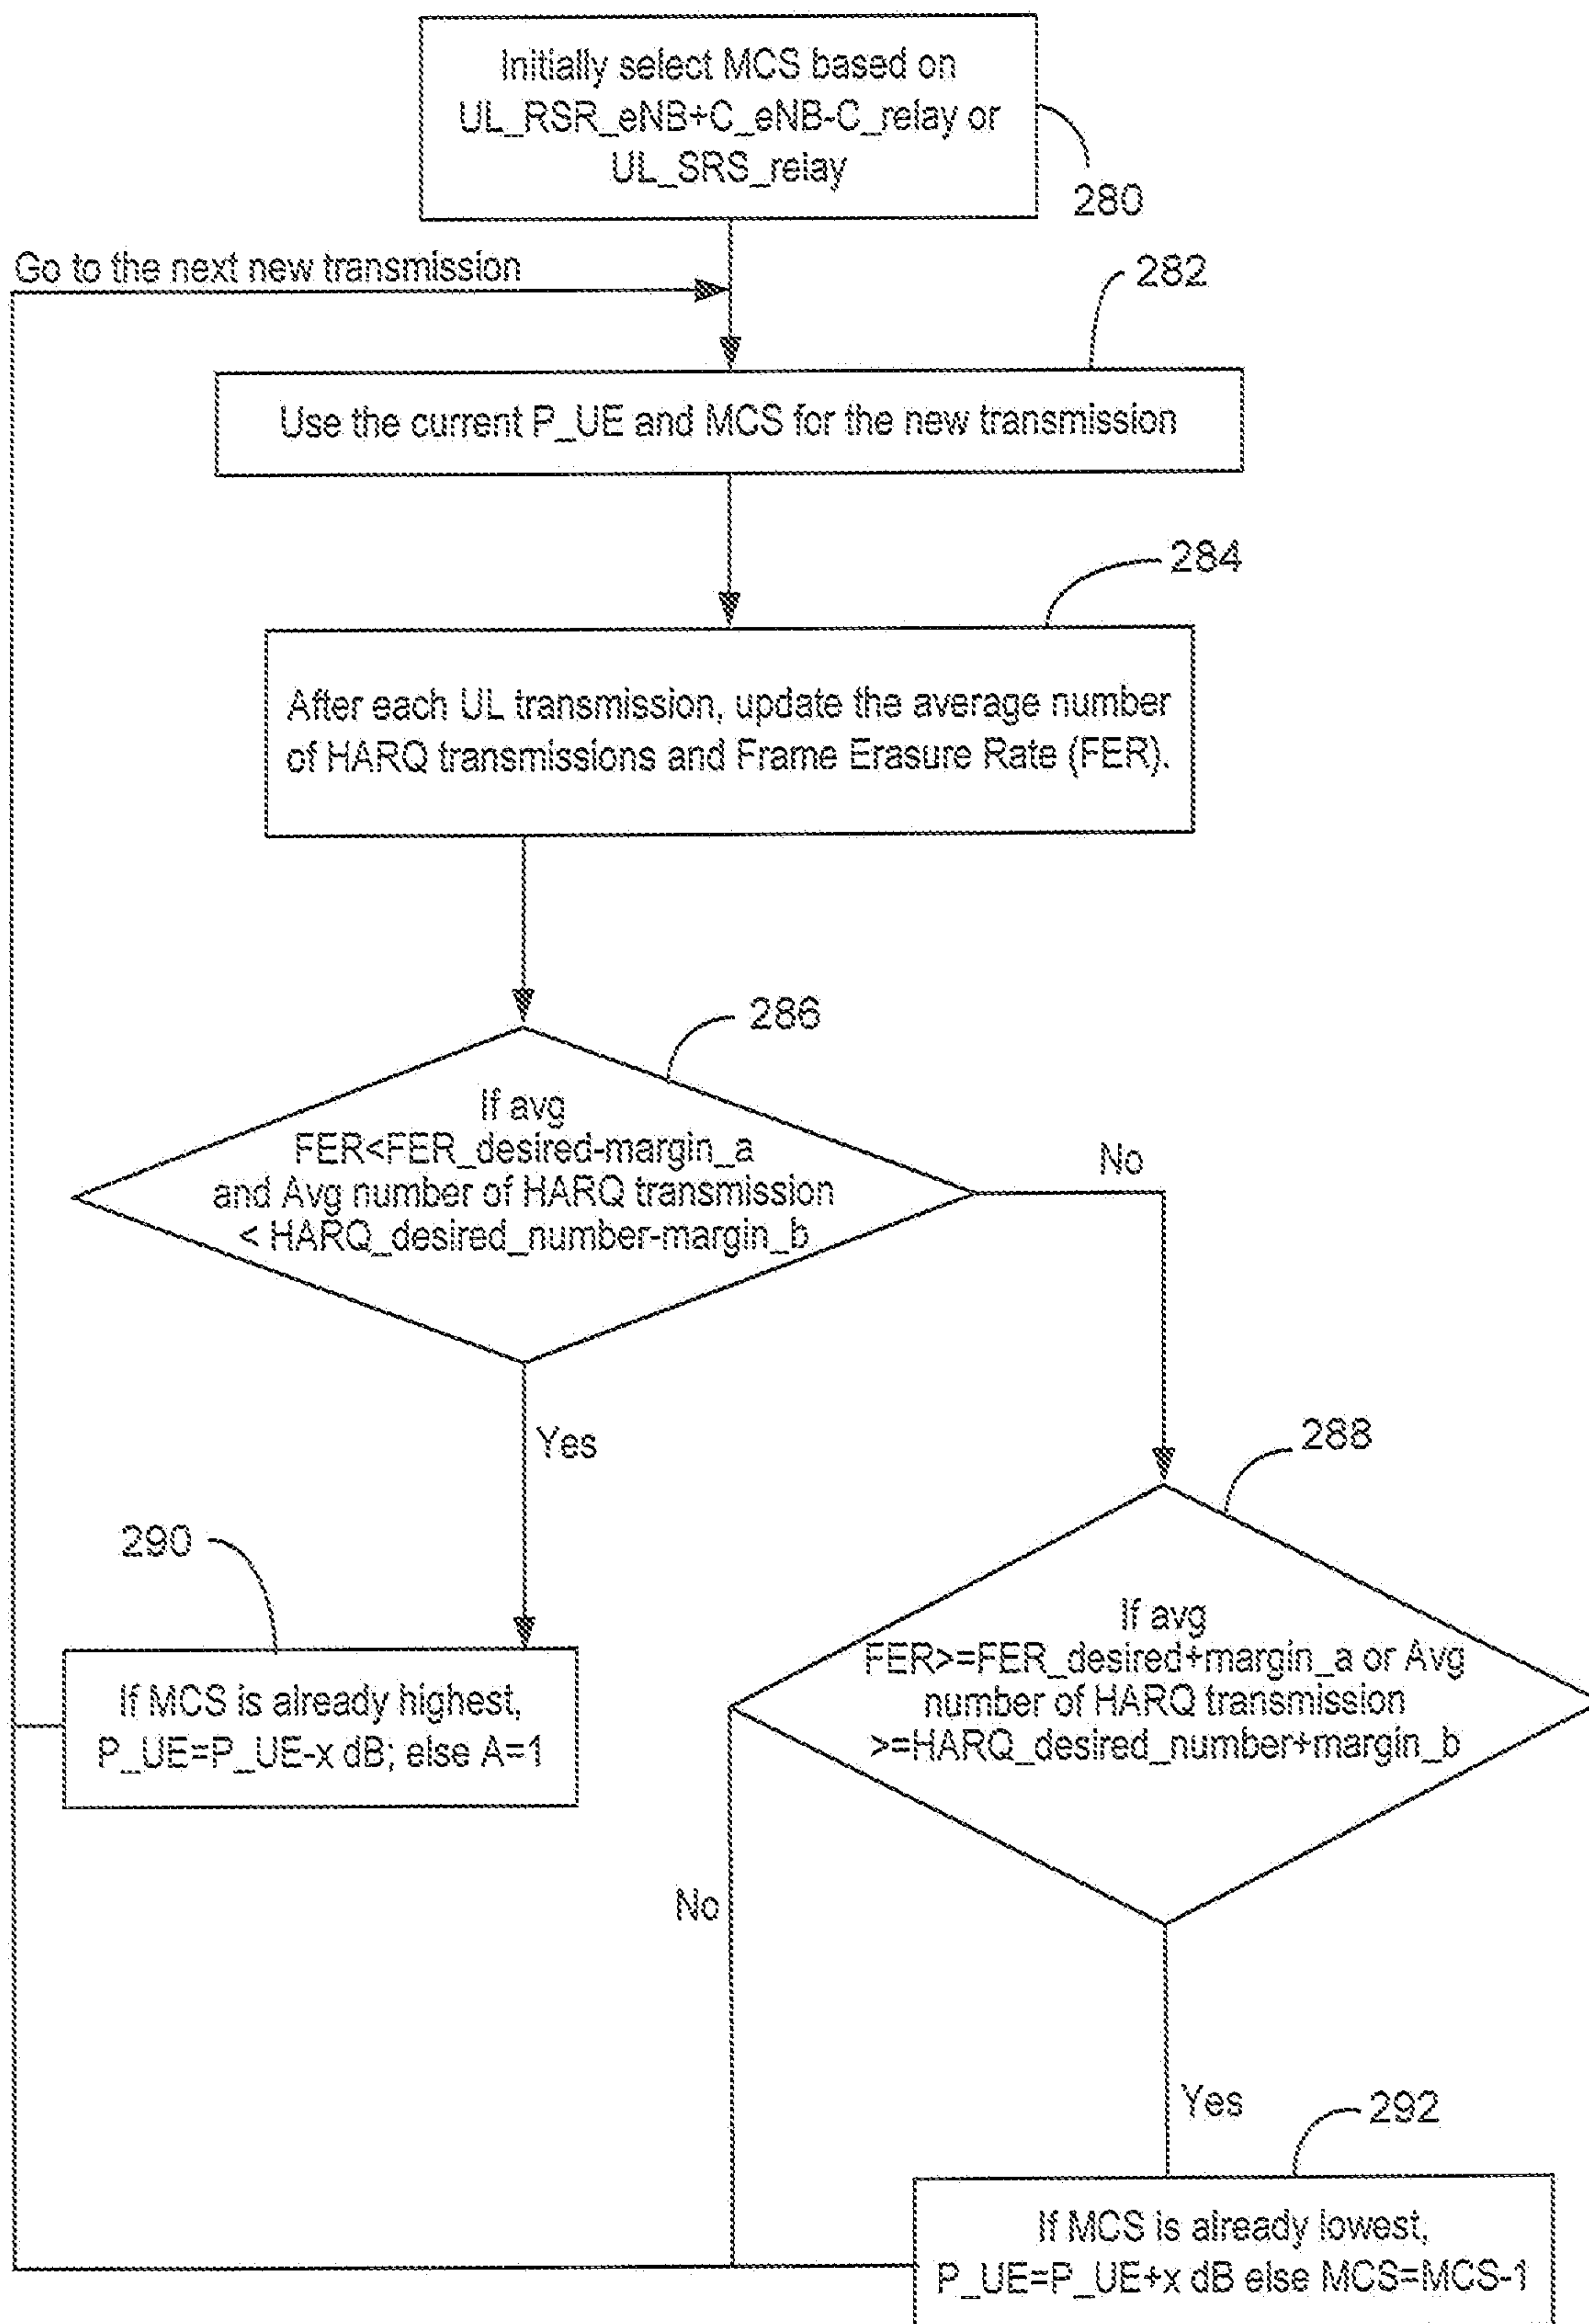 Initially select MCS based on
UL_RSR_eNB+C_eNB-C_relay or
UL_SRS_relay
280
Go to the next new transmission
282
Use the current P_UE and MCS for the new transmission
284
After each UL transmission, update the average number
of HARQ transmissions and Frame Erasure Rate (FER).
286
If avg
FER<FER_desired-margin_a
and Avg number of HARQ transmission
< HARQ_desired_number-margin_b
No
Yes
288
290
If avg
FER>=FER_desired+margin_a or Avg
number of HARQ transmission
>=HARQ_desired_number+margin_b
If MCS is already highest,
P_UE=P_UE-x dB; else A=1
No
Yes
292
If MCS is already lowest,
P_UE=P_UE+x dB else MCS=MCS-1